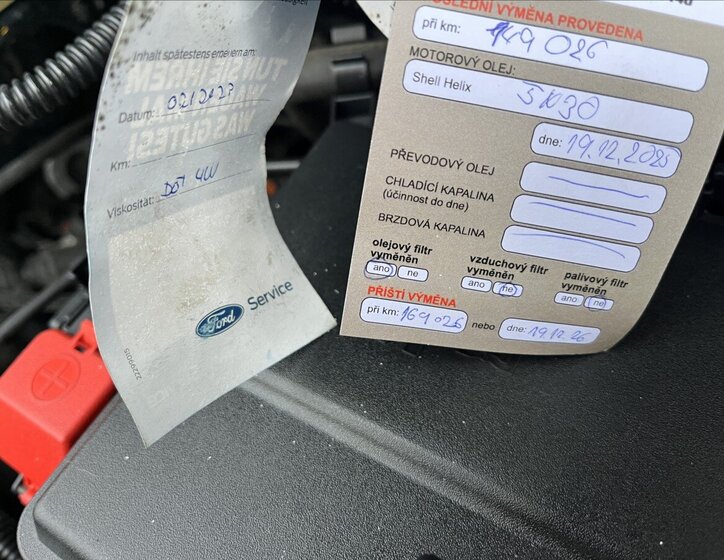 Inhalt spätestens erneuern am:
Datum: 02/2027
Km:
Viskosität: DOT 4LV
Ford Service
POSLEDNÍ VÝMĚNA PROVEDENA
při km: 149 026
MOTOROVÝ OLEJ:
Shell Helix 5W30
dne: 19.12.2025
PŘEVODOVÝ OLEJ
CHLADÍCÍ KAPALINA
(účinnost do dne)
BRZDOVÁ KAPALINA
olejový filtr
vyměněn
ano ne
vzduchový filtr
vyměněn
ano ne
palivový filtr
vyměněn
ano ne
PŘÍŠTÍ VÝMĚNA
při km: 169 026 nebo dne: 19.12.26